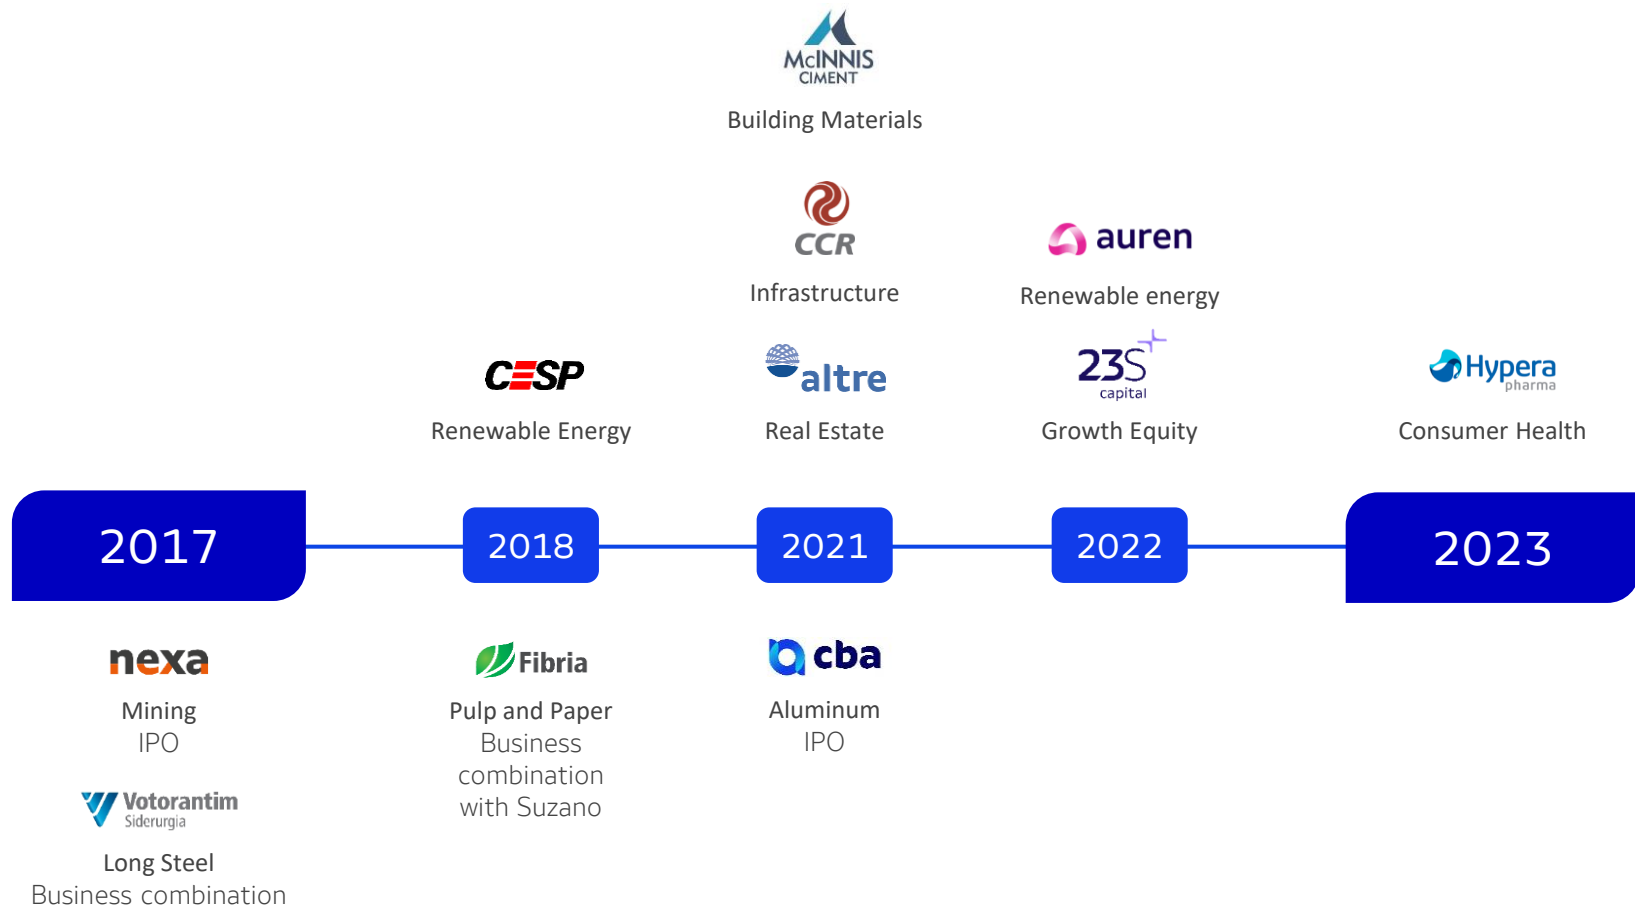 McINNIS
CIMENT
Building Materials
CCR
Infrastructure
auren
Renewable energy
CESP
Renewable Energy
altre
Real Estate
23S
capital
Growth Equity
Hypera
pharma
Consumer Health
2017
2018
2021
2022
2023
nexa
Mining
IPO
Votorantim
Siderurgia
Long Steel
Business combination
Fibria
Pulp and Paper
Business
combination
with Suzano
cba
Aluminum
IPO